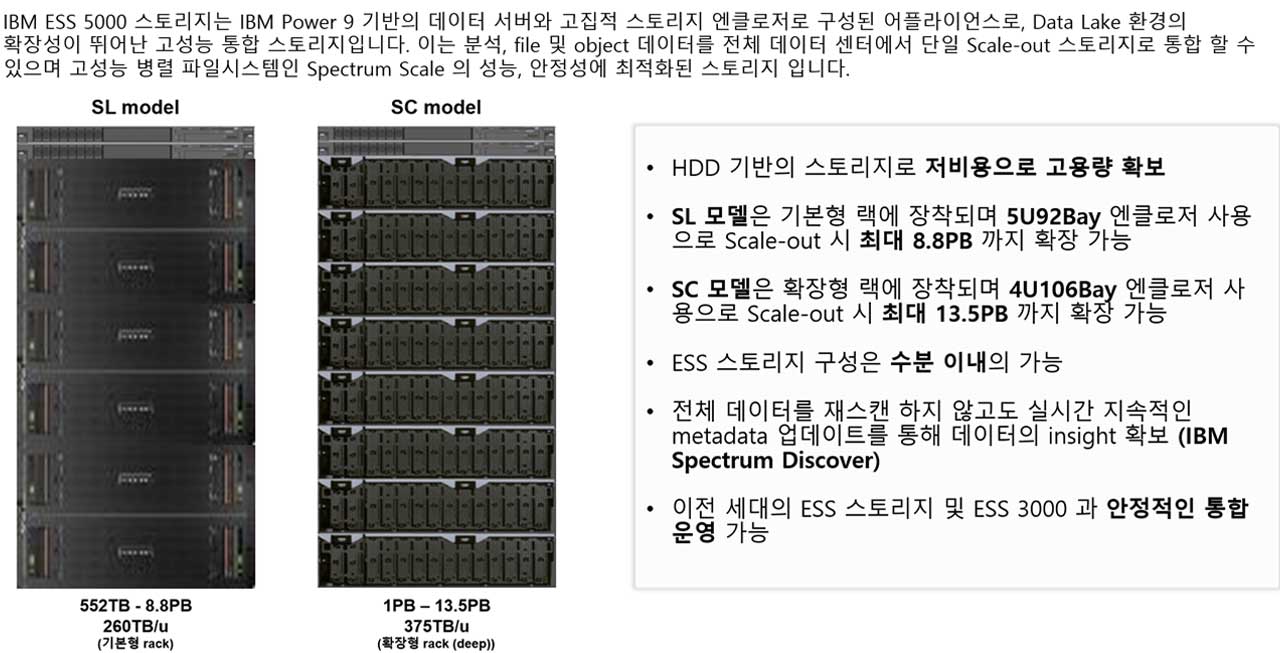 IBM ESS 5000 스토리지는 IBM Power 9 기반의 데이터 서버와 고집적 스토리지 엔클로저로 구성된 어플라이언스로, Data Lake 환경의
확장성이 뛰어난 고성능 통합 스토리지입니다. 이는 분석, file 및 object 데이터를 전체 데이터 센터에서 단일 Scale-out 스토리지로 통합 할 수
있으며 고성능 병렬 파일시스템인 Spectrum Scale 의 성능, 안정성에 최적화된 스토리지 입니다.
SL model
552TB - 8.8PB
260TB/u
(기본형 rack)
SC model
1PB – 13.5PB
375TB/u
(확장형 rack (deep))
• HDD 기반의 스토리지로 저비용으로 고용량 확보
• SL 모델은 기본형 랙에 장착되며 5U92Bay 엔클로저 사용
으로 Scale-out 시 최대 8.8PB 까지 확장 가능
• SC 모델은 확장형 랙에 장착되며 4U106Bay 엔클로저 사
용으로 Scale-out 시 최대 13.5PB 까지 확장 가능
• ESS 스토리지 구성은 수분 이내의 가능
• 전체 데이터를 재스캔 하지 않고도 실시간 지속적인
metadata 업데이트를 통해 데이터의 insight 확보 (IBM
Spectrum Discover)
• 이전 세대의 ESS 스토리지 및 ESS 3000 과 안정적인 통합
운영 가능